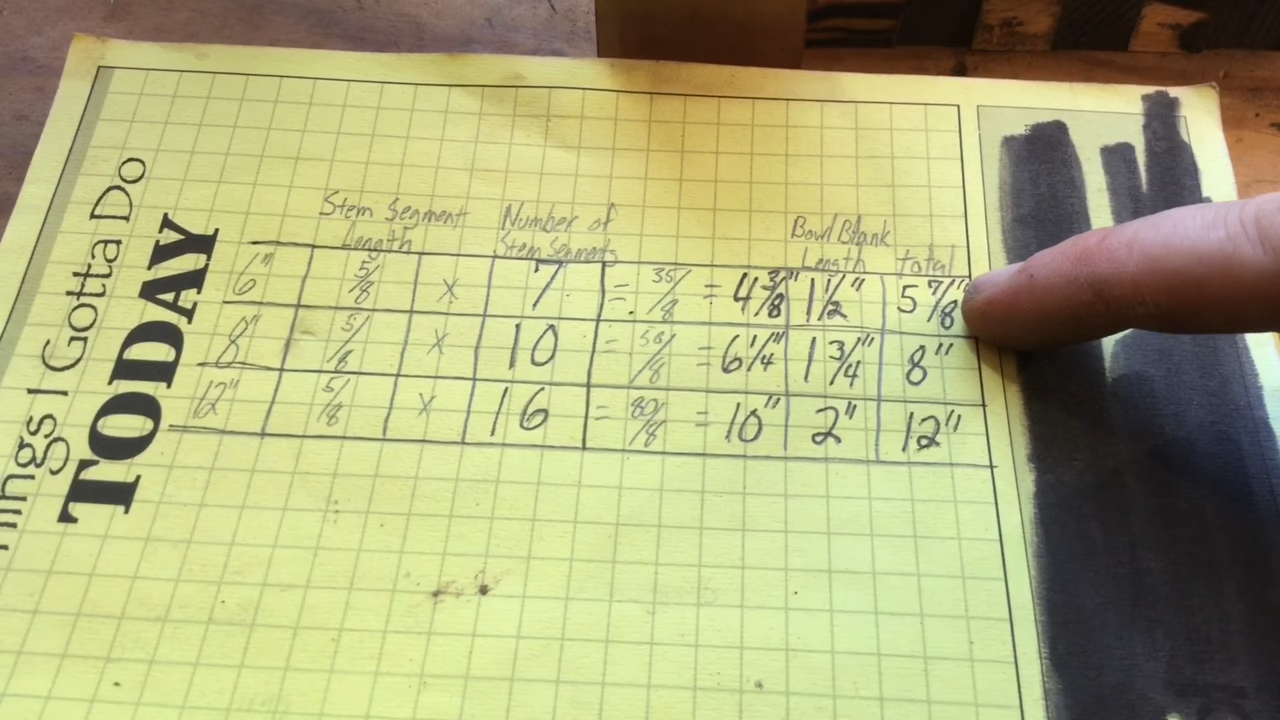 Things I Gotta Do
TODAY
Stem Segment Length
Number of Stem Segments
Bowl Blank Length
total
6" 5/8 x 7 = 35/8 = 4 3/8" 1 1/2" 5 7/8"
8" 5/8 x 10 = 50/8 = 6 1/4" 1 3/4" 8"
12" 5/8 x 16 = 80/8 = 10" 2" 12"